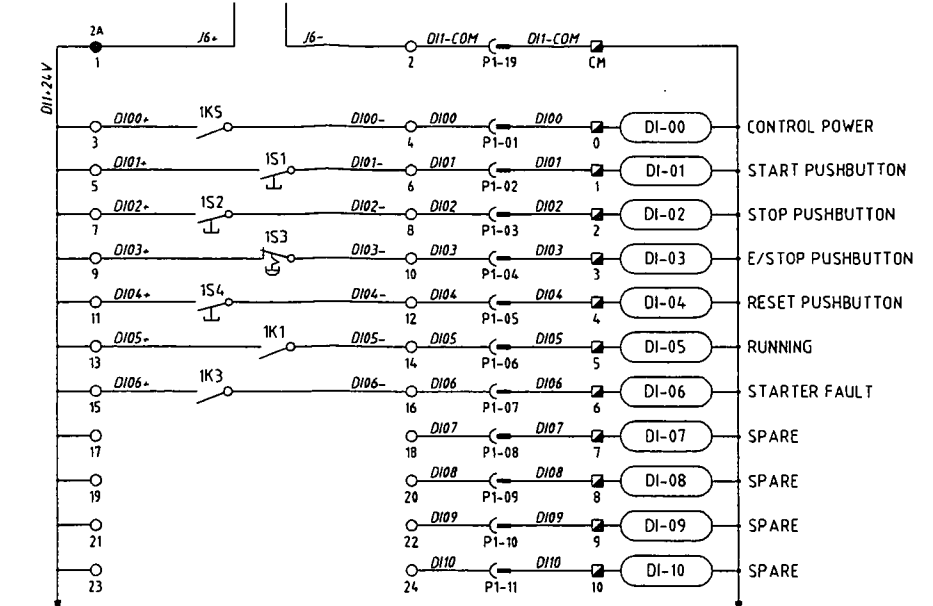 2A J6+ J6- DI1-COM DI1-COM
1 2 P1-19 CM
DI1+24V
DI00+ 1K5 DI00- DI00 DI00 DI-00 CONTROL POWER
3 4 P1-01 0
DI01+ 1S1 DI01- DI01 DI01 DI-01 START PUSHBUTTON
5 6 P1-02 1
DI02+ 1S2 DI02- DI02 DI02 DI-02 STOP PUSHBUTTON
7 8 P1-03 2
DI03+ 1S3 DI03- DI03 DI03 DI-03 E/STOP PUSHBUTTON
9 10 P1-04 3
DI04+ 1S4 DI04- DI04 DI04 DI-04 RESET PUSHBUTTON
11 12 P1-05 4
DI05+ 1K1 DI05- DI05 DI05 DI-05 RUNNING
13 14 P1-06 5
DI06+ 1K3 DI06- DI06 DI06 DI-06 STARTER FAULT
15 16 P1-07 6
DI07 DI07 DI-07 SPARE
17 18 P1-08 7
DI08 DI08 DI-08 SPARE
19 20 P1-09 8
DI09 DI09 DI-09 SPARE
21 22 P1-10 9
DI10 DI10 DI-10 SPARE
23 24 P1-11 10